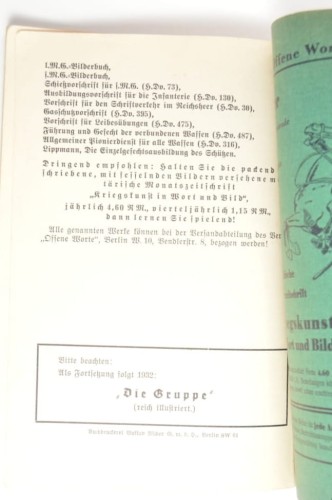 l.M.G.-Bilderbuch,
s.M.G.-Bilderbuch,
Schießvorschrift für s.M.G. (H.Dv. 73),
Ausbildungsvorschrift für die Infanterie (H.Dv. 130),
Vorschrift für den Schriftverkehr im Reichsheer (H.Dv. 30),
Gasschutzvorschrift (H.Dv. 395),
Vorschrift für Leibesübungen (H.Dv. 475),
Führung und Gefecht der verbundenen Waffen (H.Dv. 487),
Allgemeiner Pionierdienst für alle Waffen (H.Dv. 316),
Lippmann, Die Einzelgefechtsausbildung des Schützen.
Dringend empfohlen: Halten Sie die packend
schriebene, mit fesselnden Bildern versehene m
tärische Monatszeitschrift
„Kriegskunst in Wort und Bild",
jährlich 4,60 RM., vierteljährlich 1,15 RM.,
dann lernen Sie spielend!
Alle genannten Werke können bei der Versandabteilung des Ver
„Offene Worte", Berlin W 10, Bendlerstr. 8, bezogen werden!
Bitte beachten:
Als Fortsetzung folgt 1932:
„Die Gruppe"
(reich illustriert.)
ffene Wor
gskunst
ort und Bild